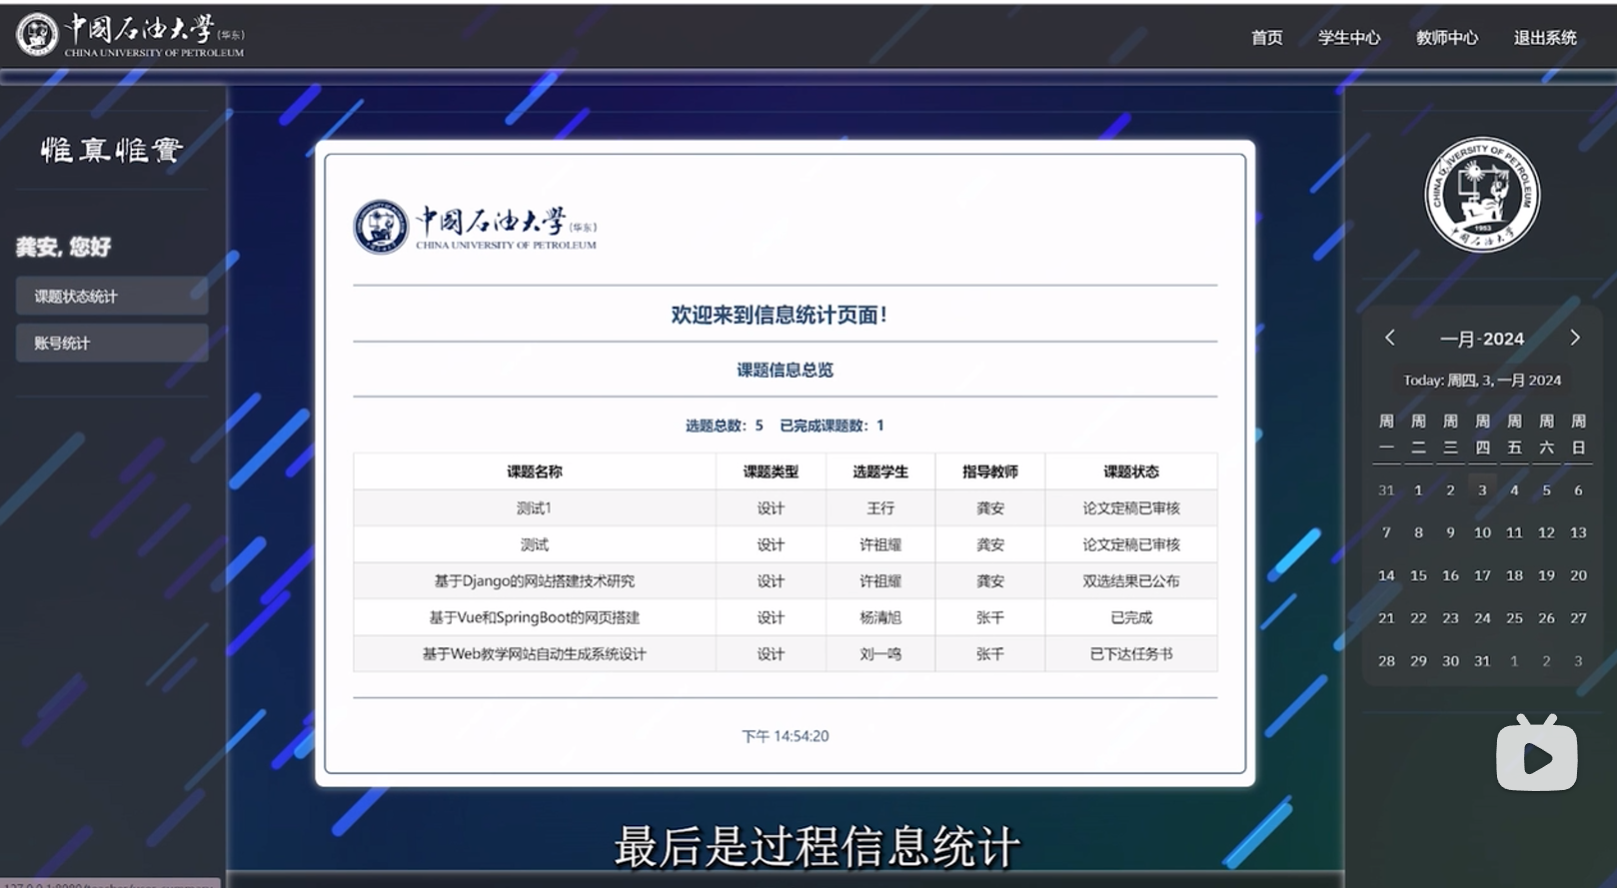 中国石油大学(华东)
CHINA UNIVERSITY OF PETROLEUM
首页 学生中心 教师中心 退出系统
惟真惟實
龚安, 您好
课题状态统计
账号统计
中国石油大学(华东)
CHINA UNIVERSITY OF PETROLEUM
欢迎来到信息统计页面！
课题信息总览
选题总数：5 已完成课题数：1
课题名称 课题类型 选题学生 指导教师 课题状态
测试1 设计 王行 龚安 论文定稿已审核
测试 设计 许祖耀 龚安 论文定稿已审核
基于Django的网站搭建技术研究 设计 许祖耀 龚安 双选结果已公布
基于Vue和SpringBoot的网页搭建 设计 杨清旭 张千 已完成
基于Web教学网站自动生成系统设计 设计 刘一鸣 张千 已下达任务书
下午 14:54:20
CHINA UNIVERSITY OF PETROLEUM
1953
中国石油大学
一月-2024
Today: 周四, 3, 一月 2024
周一 周二 周三 周四 周五 周六 周日
31 1 2 3 4 5 6
7 8 9 10 11 12 13
14 15 16 17 18 19 20
21 22 23 24 25 26 27
28 29 30 31 1 2 3
最后是过程信息统计